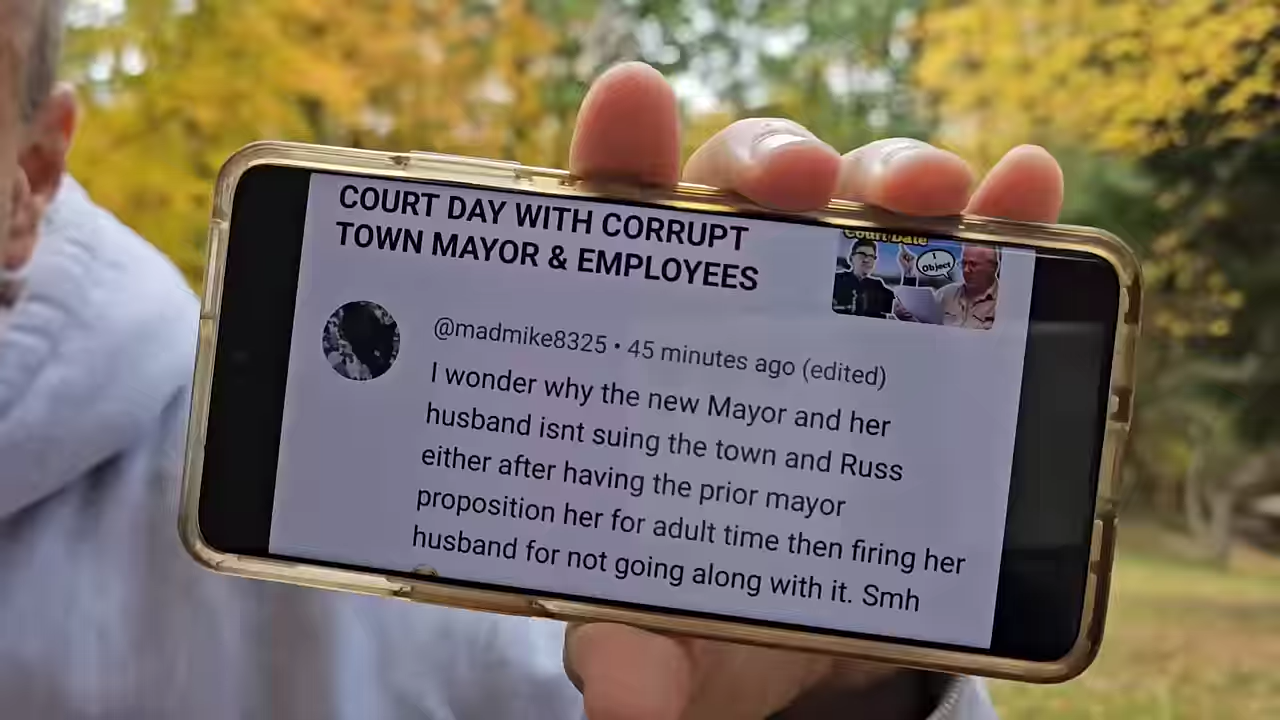 COURT DAY WITH CORRUPT
TOWN MAYOR & EMPLOYEES
Court Date
I
Object
@madmike8325 • 45 minutes ago (edited)
I wonder why the new Mayor and her
husband isnt suing the town and Russ
either after having the prior mayor
proposition her for adult time then firing her
husband for not going along with it. Smh